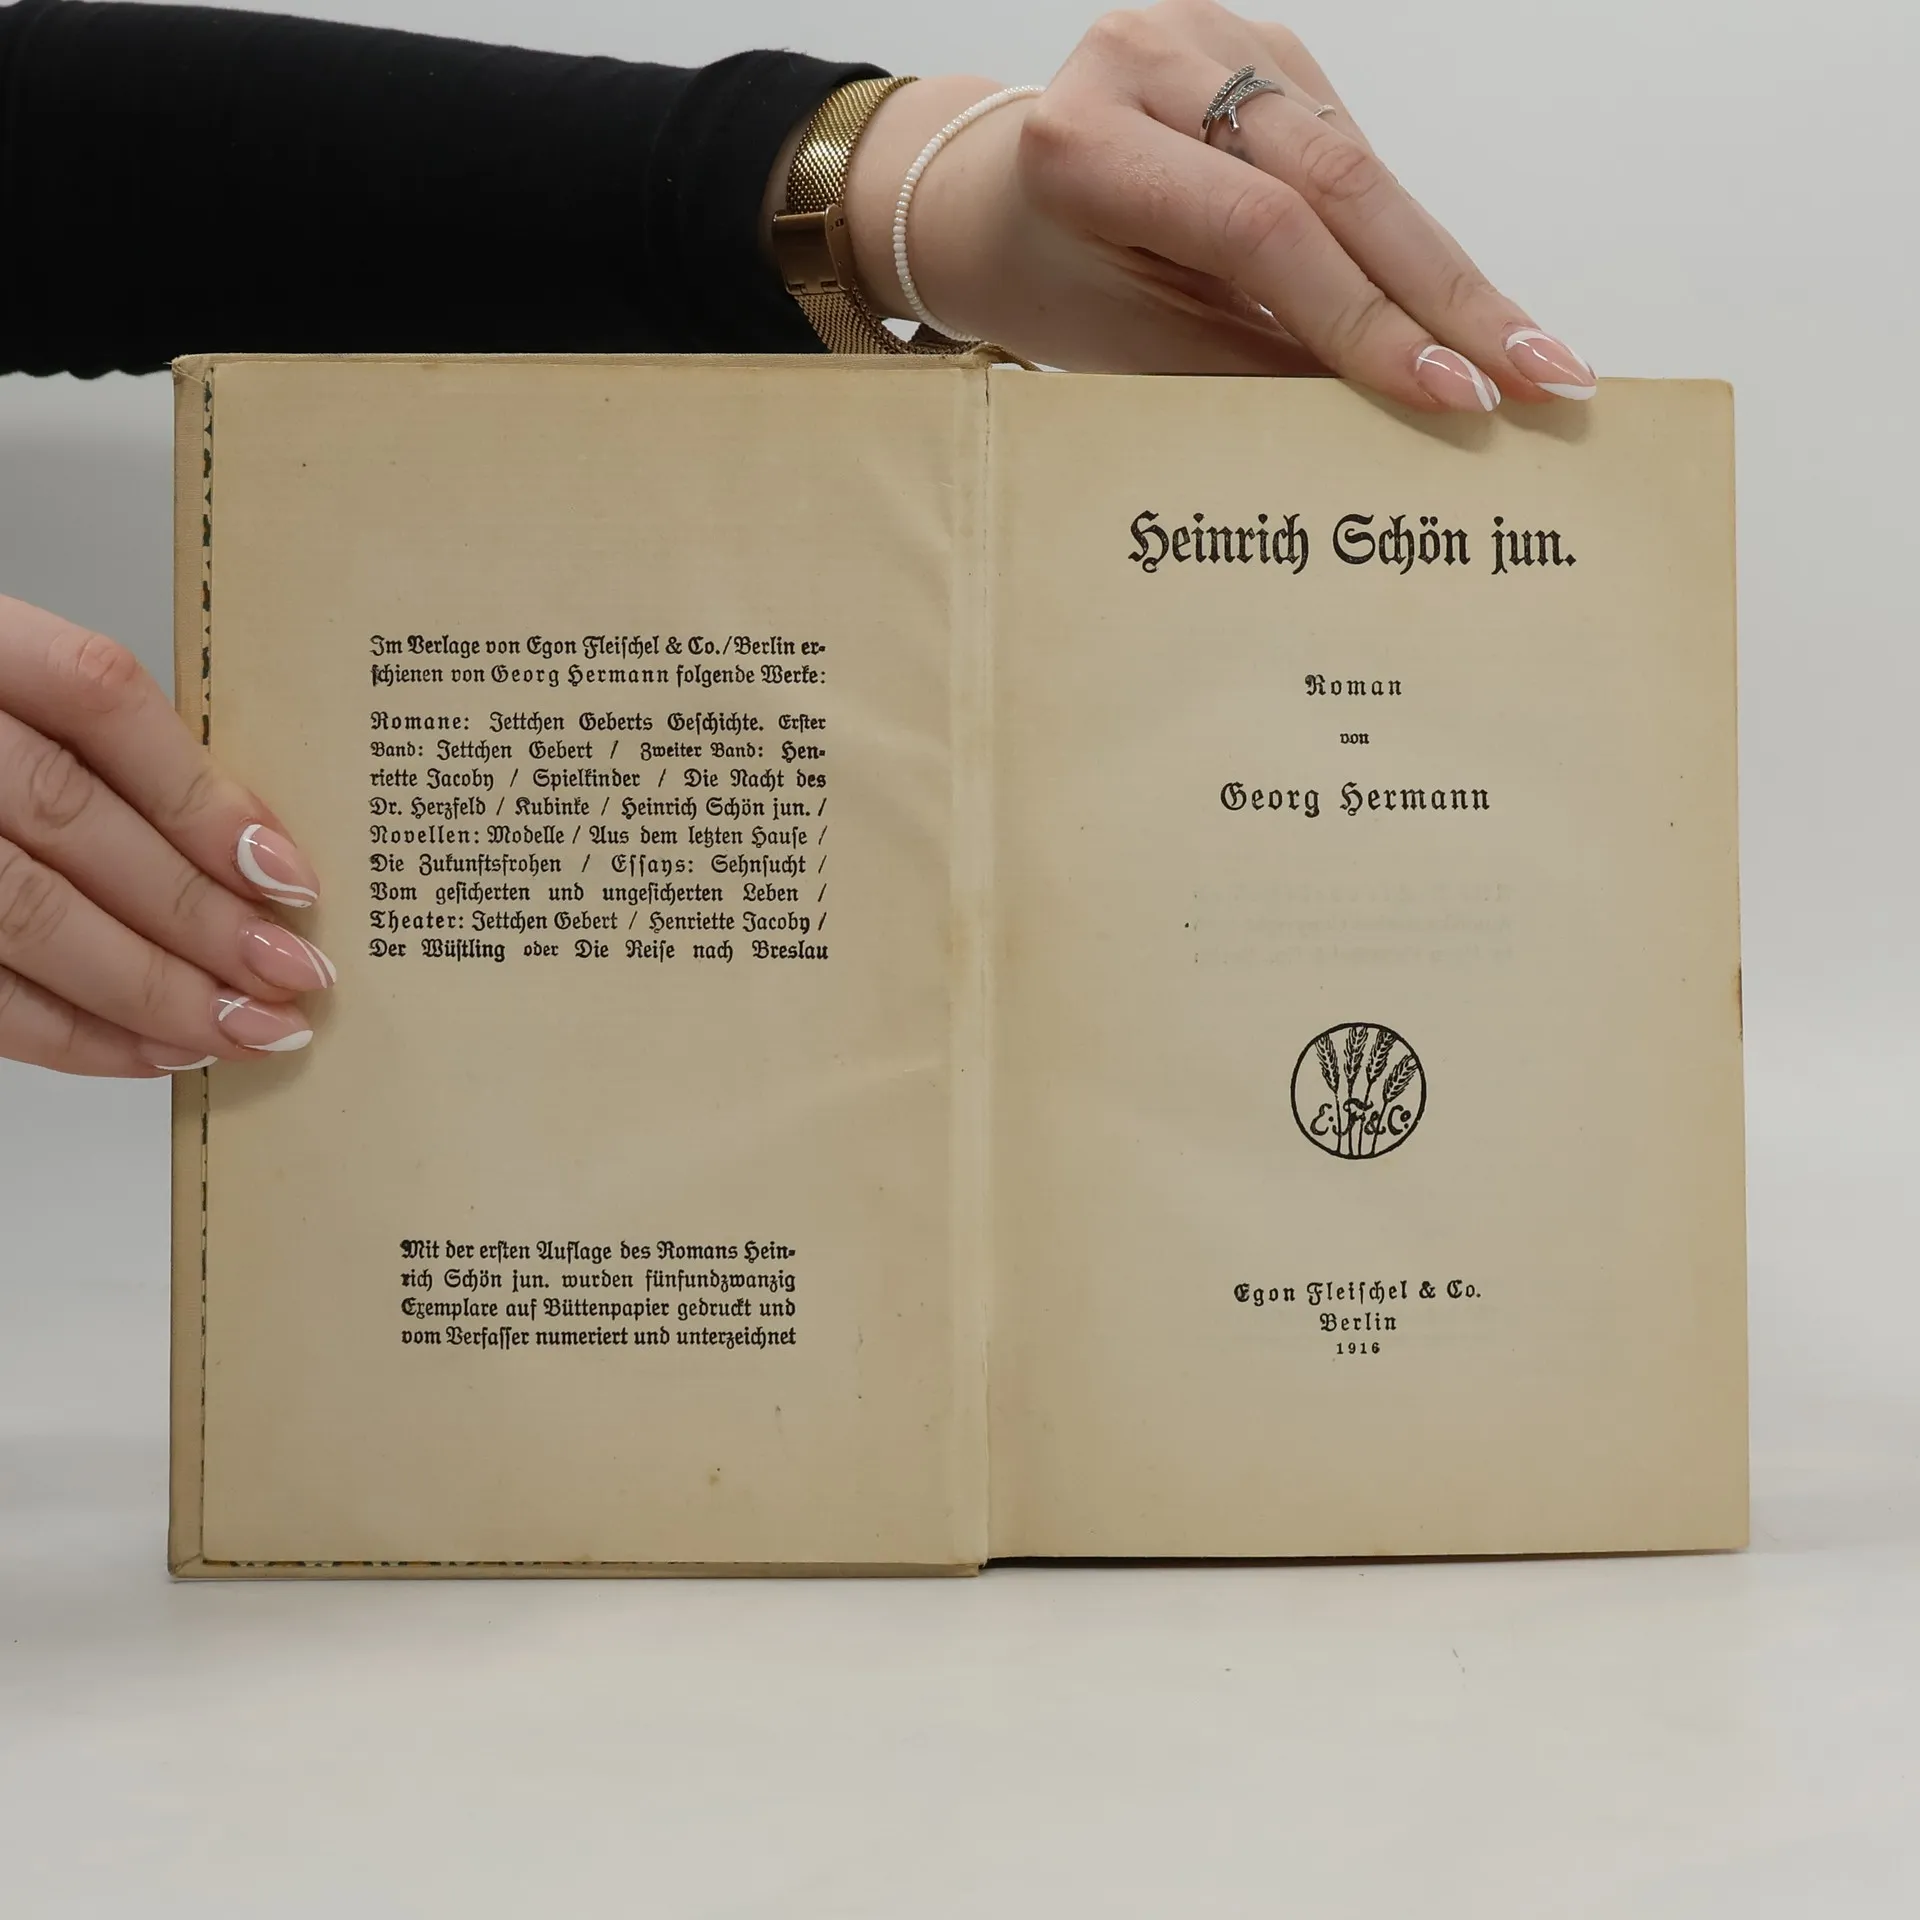 Im Verlage von Egon Fleischel & Co./Berlin er-
schienen von Georg Hermann folgende Werke:
Romane: Jettchen Geberts Geschichte. Erster
Band: Jettchen Gebert / Zweiter Band: Hen-
riette Jacoby / Spielkinder / Die Nacht des
Dr. Herzfeld / Kubinke / Heinrich Schön jun. /
Novellen: Modelle / Aus dem letzten Hause /
Die Zukunftsfrohen / Essays: Sehnsucht /
Vom gesicherten und ungesicherten Leben /
Theater: Jettchen Gebert / Henriette Jacoby /
Der Wüstling oder Die Reise nach Breslau
Mit der ersten Auflage des Romans Hein-
rich Schön jun. wurden fünfundzwanzig
Exemplare auf Büttenpapier gedruckt und
vom Verfasser numeriert und unterzeichnet
Heinrich Schön jun.
Roman
von
Georg Hermann
E. F. & Co.
Egon Fleischel & Co.
Berlin
1916